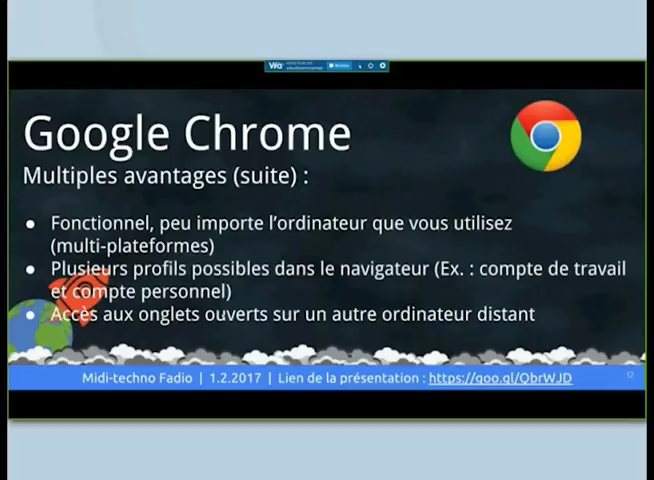 Google Chrome
Multiples avantages (suite) :
● Fonctionnel, peu importe l'ordinateur que vous utilisez
(multi-plateformes)
● Plusieurs profils possibles dans le navigateur (Ex. : compte de travail
et compte personnel)
● Accès aux onglets ouverts sur un autre ordinateur distant
Midi-techno Fadio | 1.2.2017 | Lien de la présentation : https://goo.gl/QbrWJD